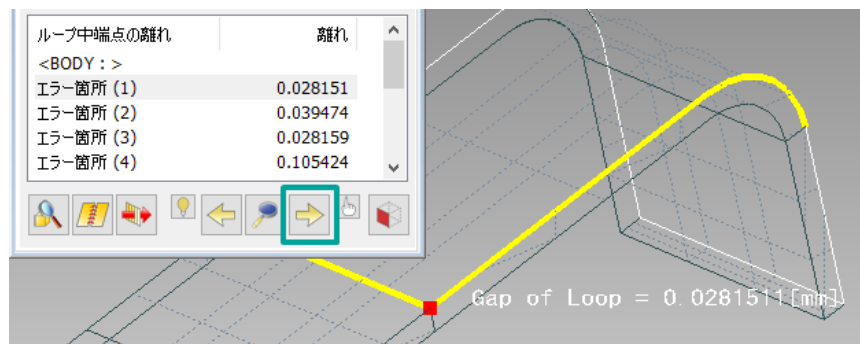 ループ中端点の離れ 離れ
<BODY : >
エラー箇所 (1) 0.028151
エラー箇所 (2) 0.039474
エラー箇所 (3) 0.028159
エラー箇所 (4) 0.105424
Gap of Loop = 0.0281511[mm]